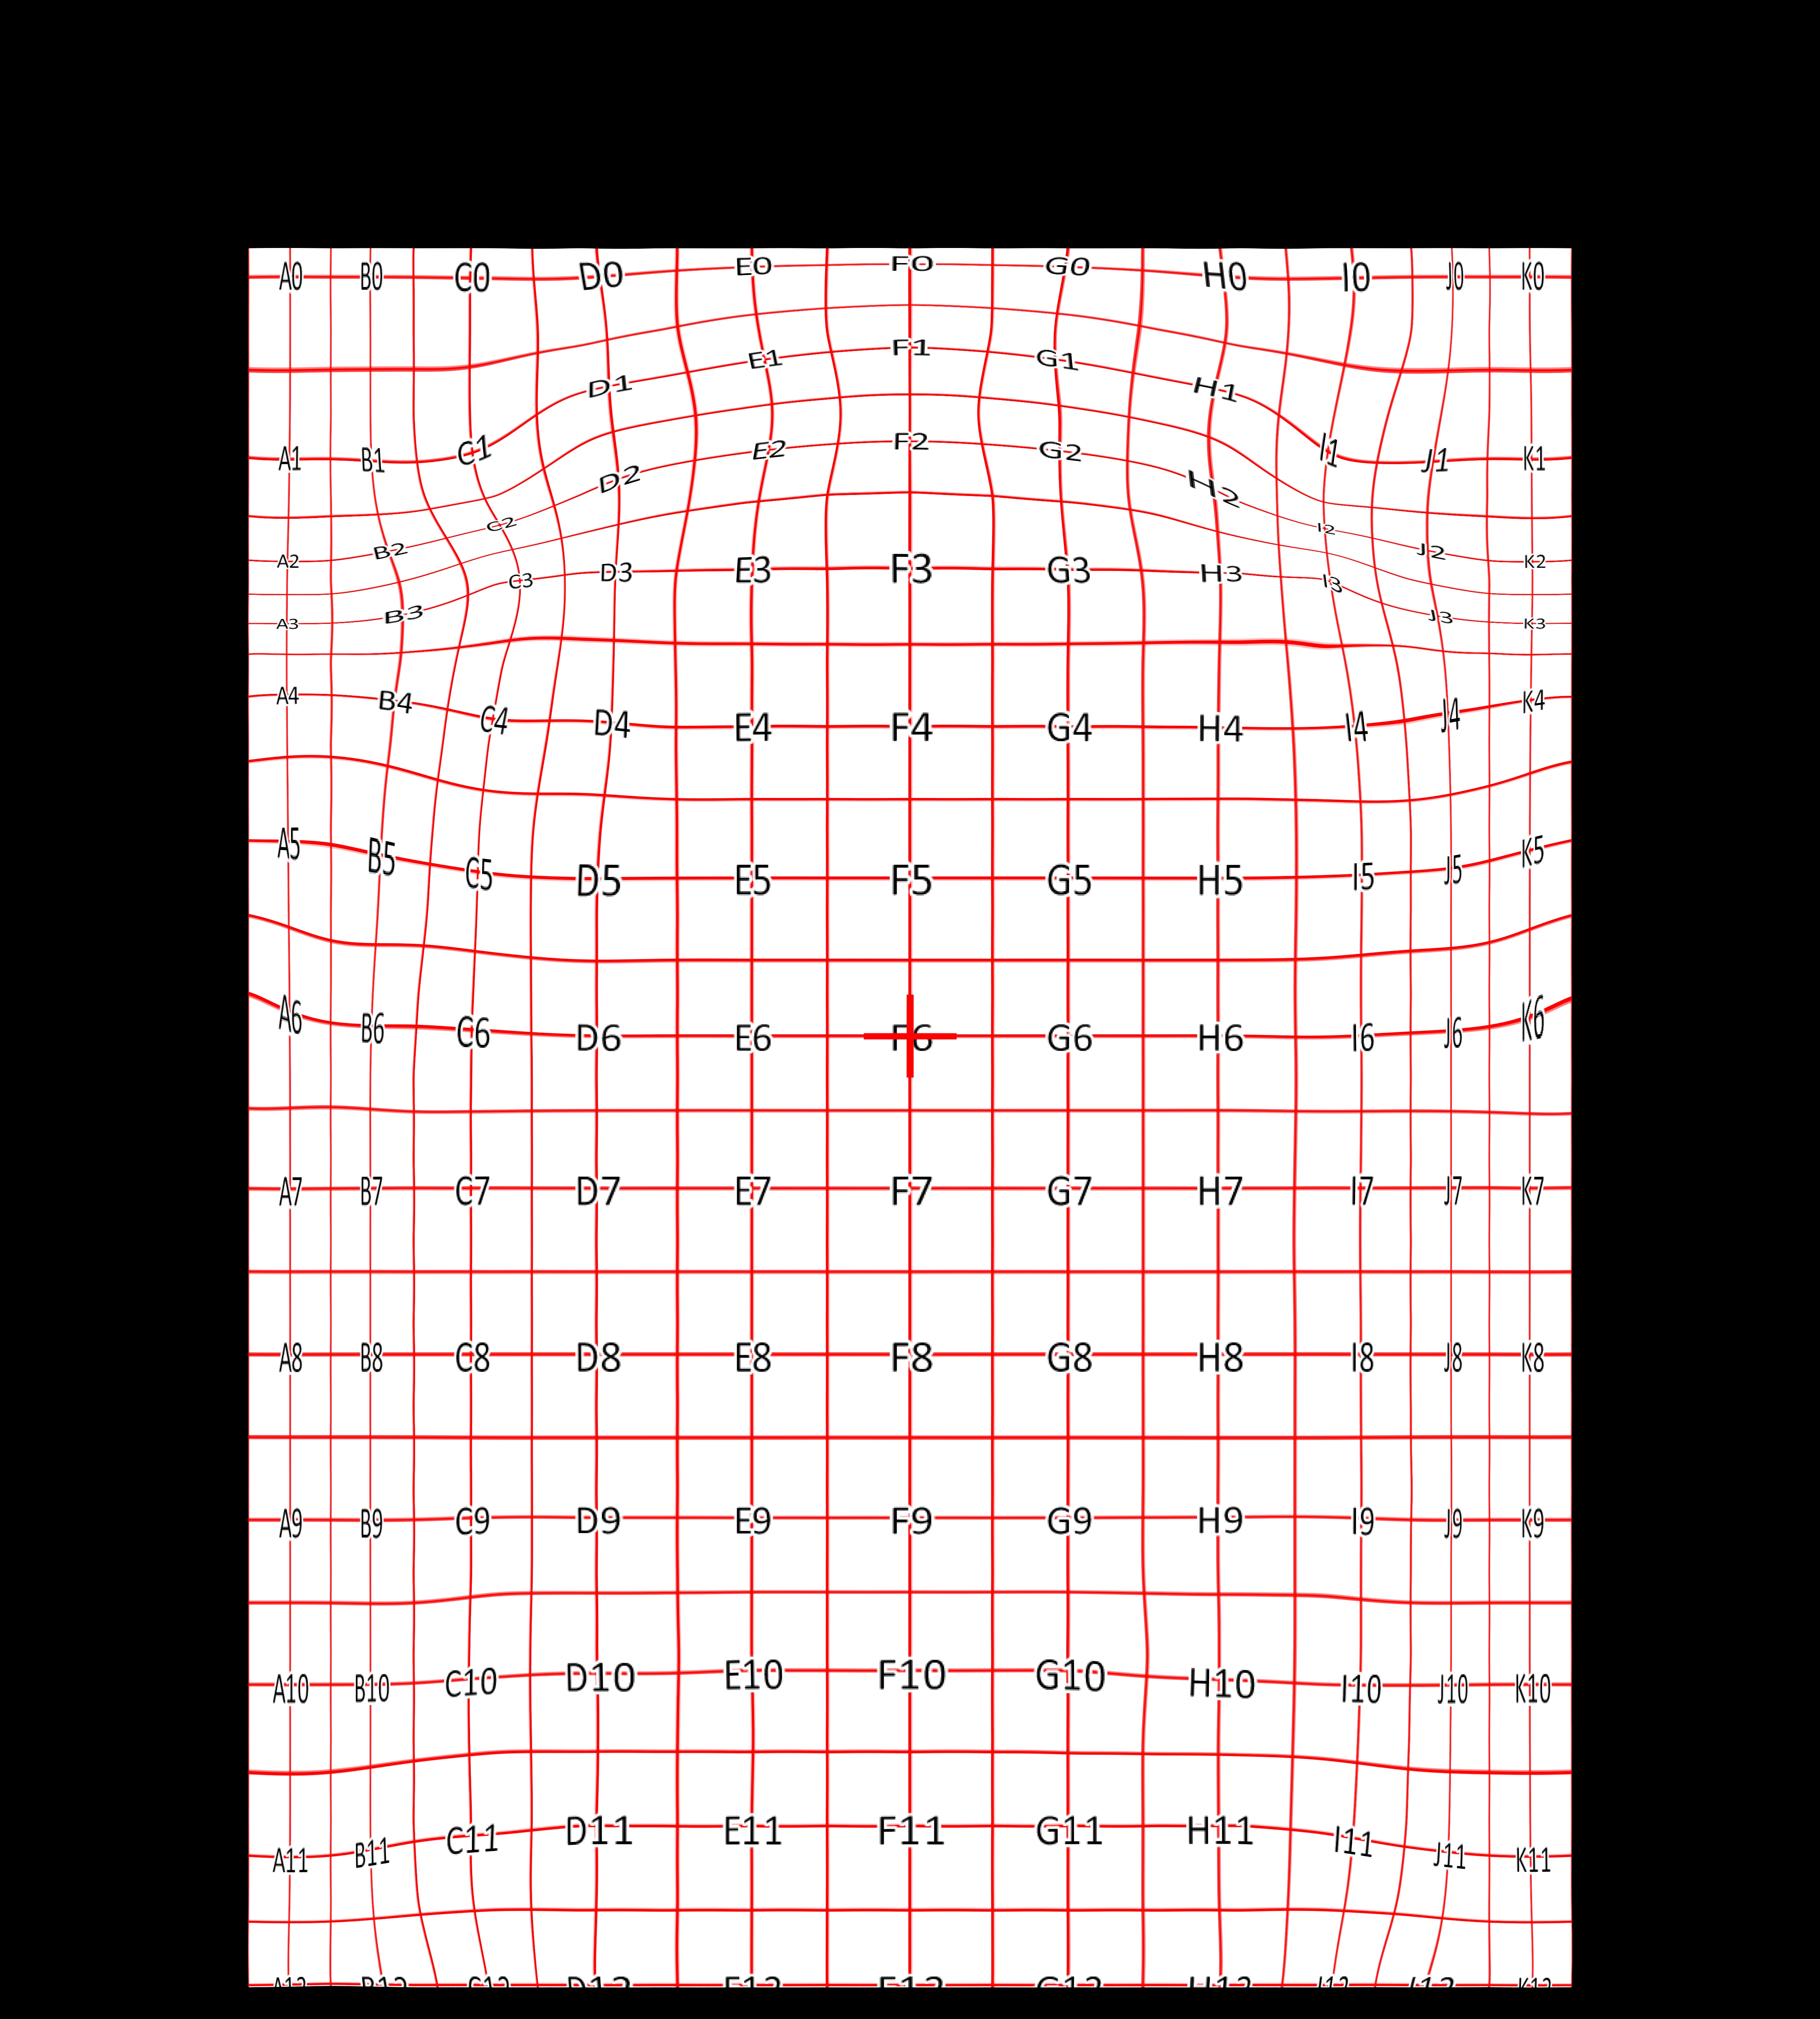 A0 B0 C0 D0 E0 F0 G0 H0 I0 J0 K0
A1 B1 C1 D1 E1 F1 G1 H1 I1 J1 K1
A2 B2 C2 D2 E2 F2 G2 H2 I2 J2 K2
A3 B3 C3 D3 E3 F3 G3 H3 I3 J3 K3
A4 B4 C4 D4 E4 F4 G4 H4 I4 J4 K4
A5 B5 C5 D5 E5 F5 G5 H5 I5 J5 K5
A6 B6 C6 D6 E6 F6 G6 H6 I6 J6 K6
A7 B7 C7 D7 E7 F7 G7 H7 I7 J7 K7
A8 B8 C8 D8 E8 F8 G8 H8 I8 J8 K8
A9 B9 C9 D9 E9 F9 G9 H9 I9 J9 K9
A10 B10 C10 D10 E10 F10 G10 H10 I10 J10 K10
A11 B11 C11 D11 E11 F11 G11 H11 I11 J11 K11